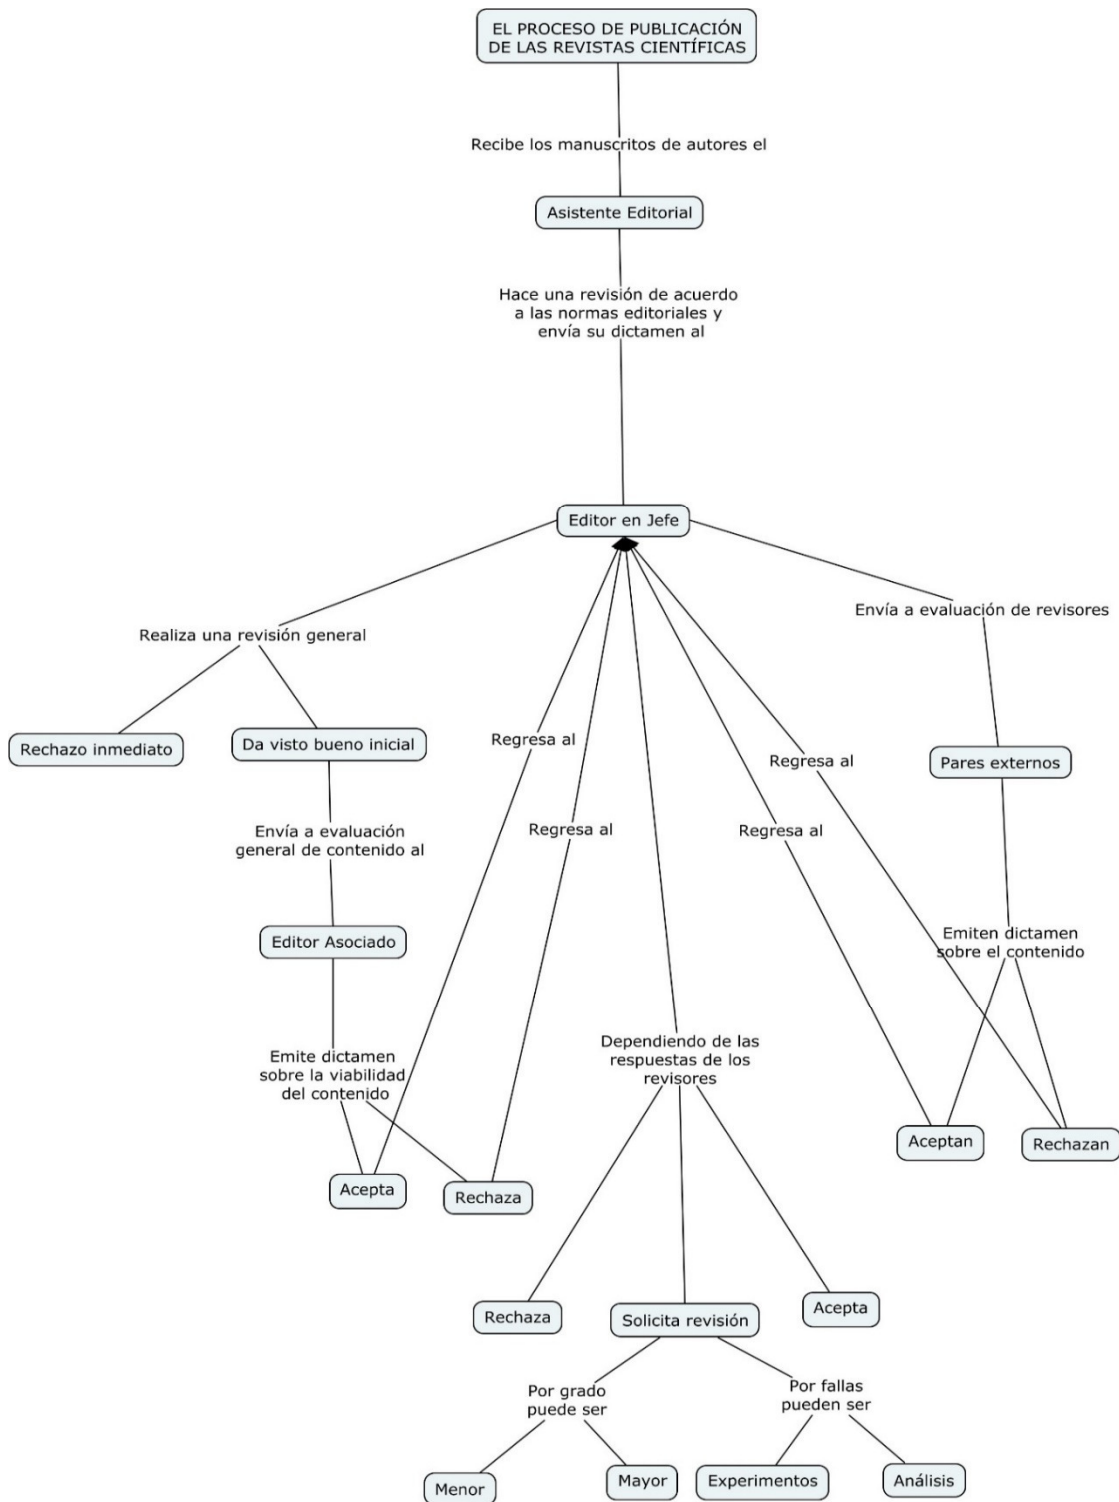 EL PROCESO DE PUBLICACIÓN
DE LAS REVISTAS CIENTÍFICAS
Recibe los manuscritos de autores el
Asistente Editorial
Hace una revisión de acuerdo
a las normas editoriales y
envía su dictamen al
Editor en Jefe
Realiza una revisión general
Envía a evaluación de revisores
Rechazo inmediato
Da visto bueno inicial
Regresa al
Regresa al
Pares externos
Envía a evaluación
general de contenido al
Regresa al
Regresa al
Editor Asociado
Emiten dictamen
sobre el contenido
Emite dictamen
sobre la viabilidad
del contenido
Dependiendo de las
respuestas de los
revisores
Aceptan
Rechazan
Acepta
Rechaza
Rechaza
Solicita revisión
Acepta
Por grado
puede ser
Por fallas
pueden ser
Menor
Mayor
Experimentos
Análisis